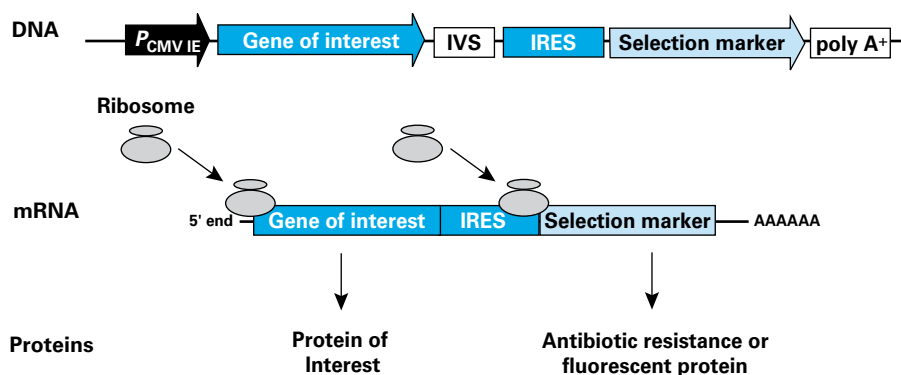 DNA
PCMV IE
Gene of interest
IVS
IRES
Selection marker
poly A+
Ribosome
mRNA
5' end
Gene of interest
IRES
Selection marker
AAAAAA
Proteins
Protein of
Interest
Antibiotic resistance or
fluorescent protein